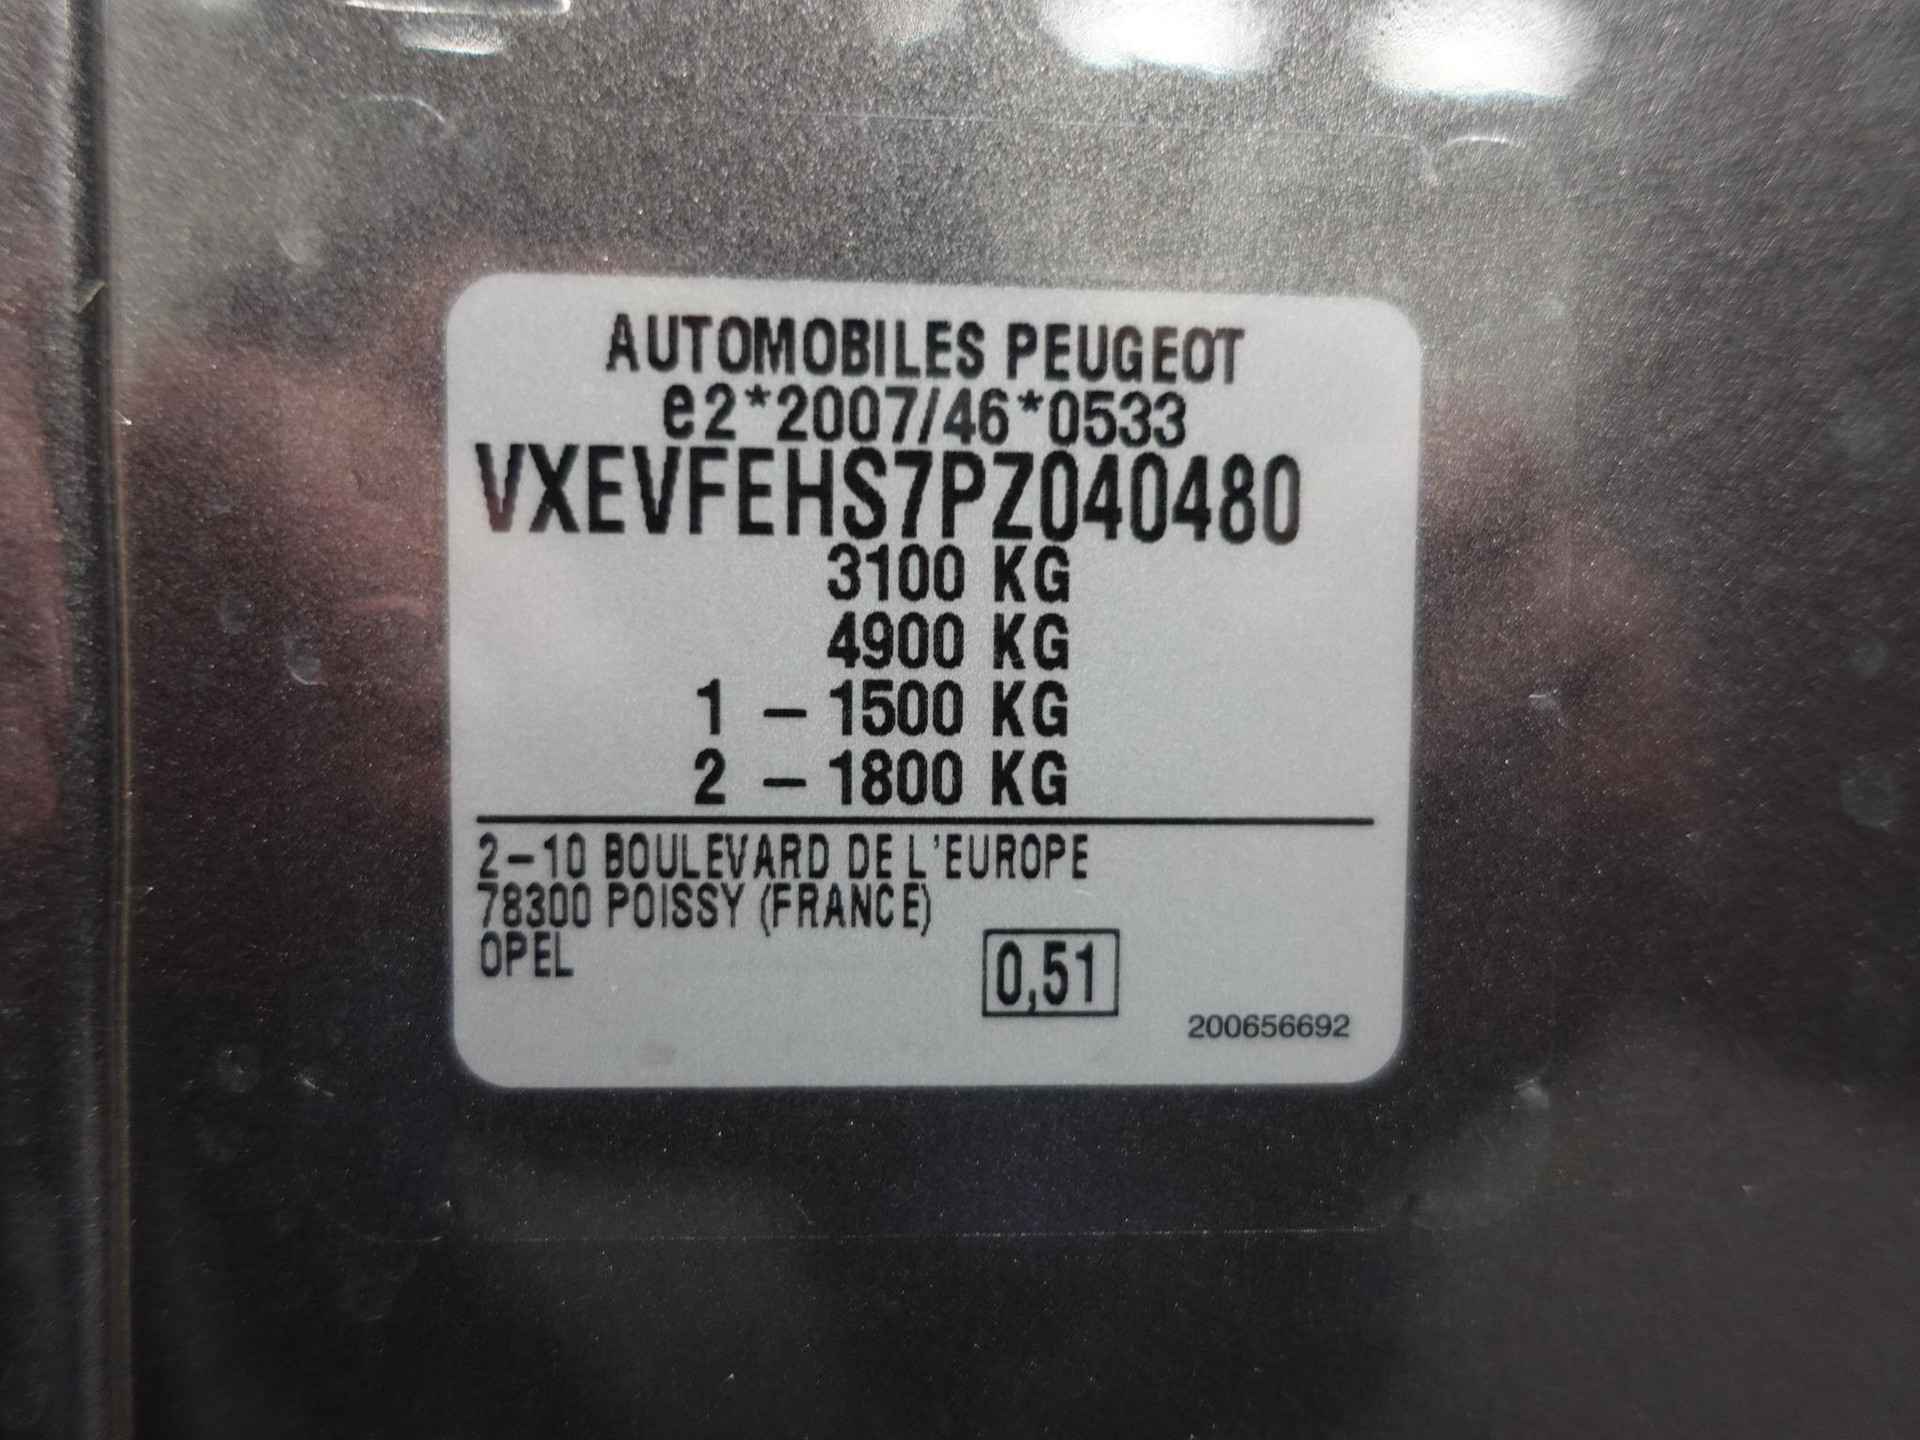 AUTOMOBILES PEUGEOT
e2*2007/46*0533
VXEVFEHS7PZ040480
3100 KG
4900 KG
1 – 1500 KG
2 – 1800 KG
2–10 BOULEVARD DE L'EUROPE
78300 POISSY (FRANCE)
OPEL
0,51
200656692